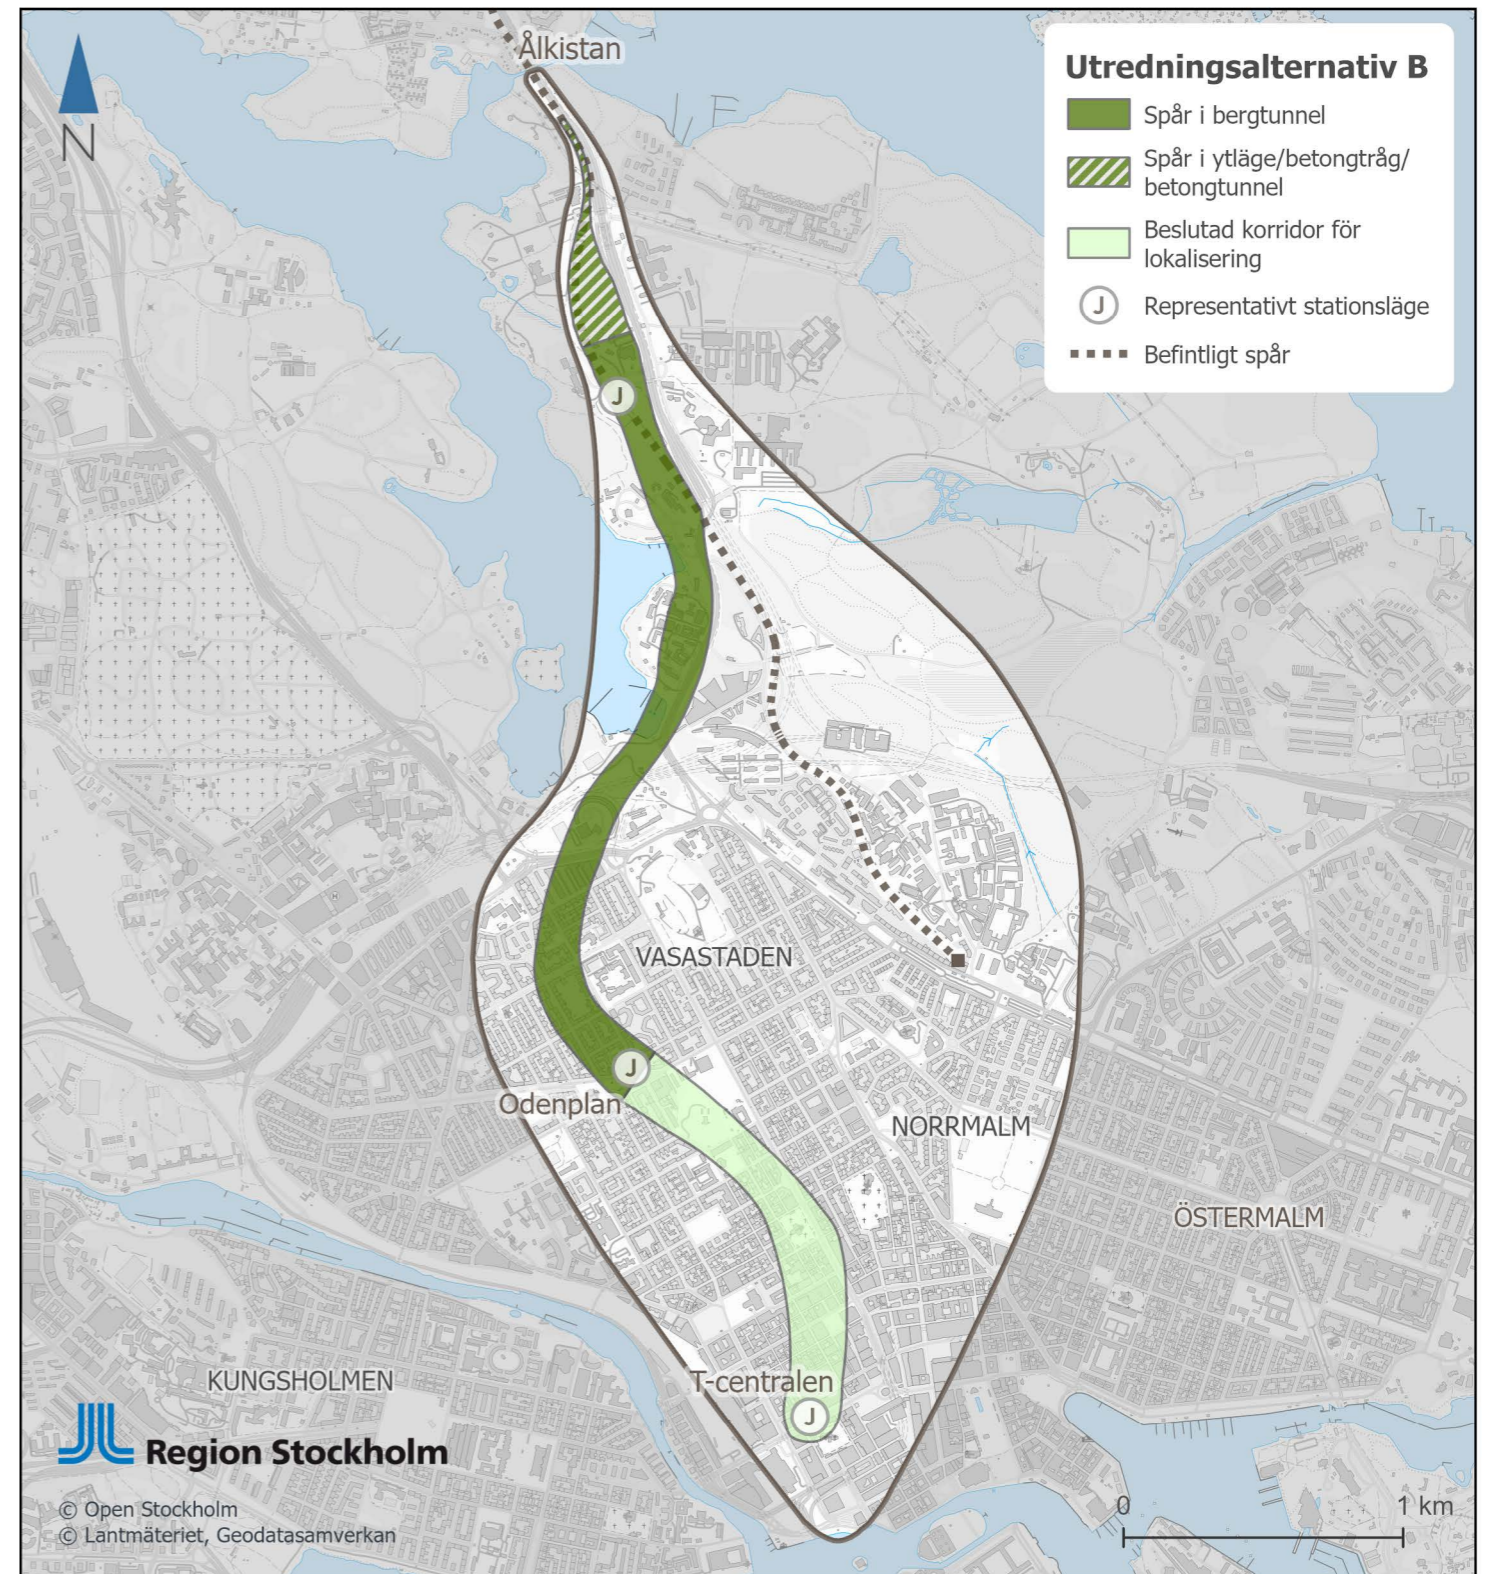 Ålkistan
N
Utredningsalternativ B
Spår i bergtunnel
Spår i ytläge/betongtråg/
betongtunnel
Beslutad korridor för
lokalisering
J Representativt stationsläge
Befintligt spår
J
VASASTADEN
J
Odenplan
NORRMALM
ÖSTERMALM
KUNGSHOLMEN
T-centralen
J
Region Stockholm
© Open Stockholm
© Lantmäteriet, Geodatasamverkan
0 1 km